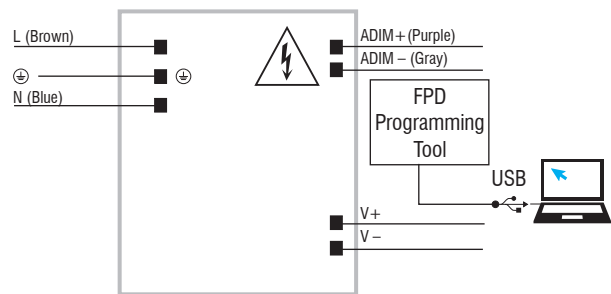 L (Brown)
N (Blue)
ADIM+(Purple)
ADIM – (Gray)
FPD
Programming
Tool
USB
V+
V –